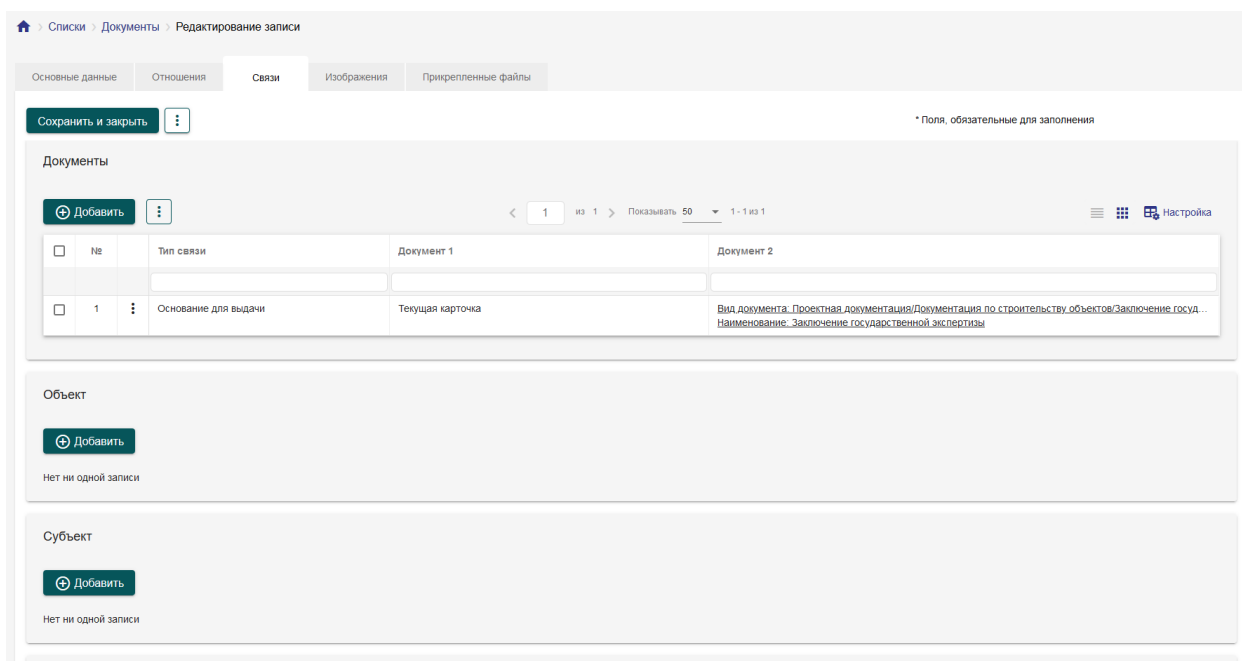 Списки > Документы > Редактирование записи
Основные данные Отношения Связи Изображения Прикрепленные файлы
Сохранить и закрыть * Поля, обязательные для заполнения
Документы
Добавить < 1 из 1 > Показывать 50 1 - 1 из 1 Настройка
№ Тип связи Документ 1 Документ 2
1 Основание для выдачи Текущая карточка Вид документа: Проектная документация/Документация по строительству объектов/Заключение госуд...
Наименование: Заключение государственной экспертизы
Объект
Добавить
Нет ни одной записи
Субъект
Добавить
Нет ни одной записи